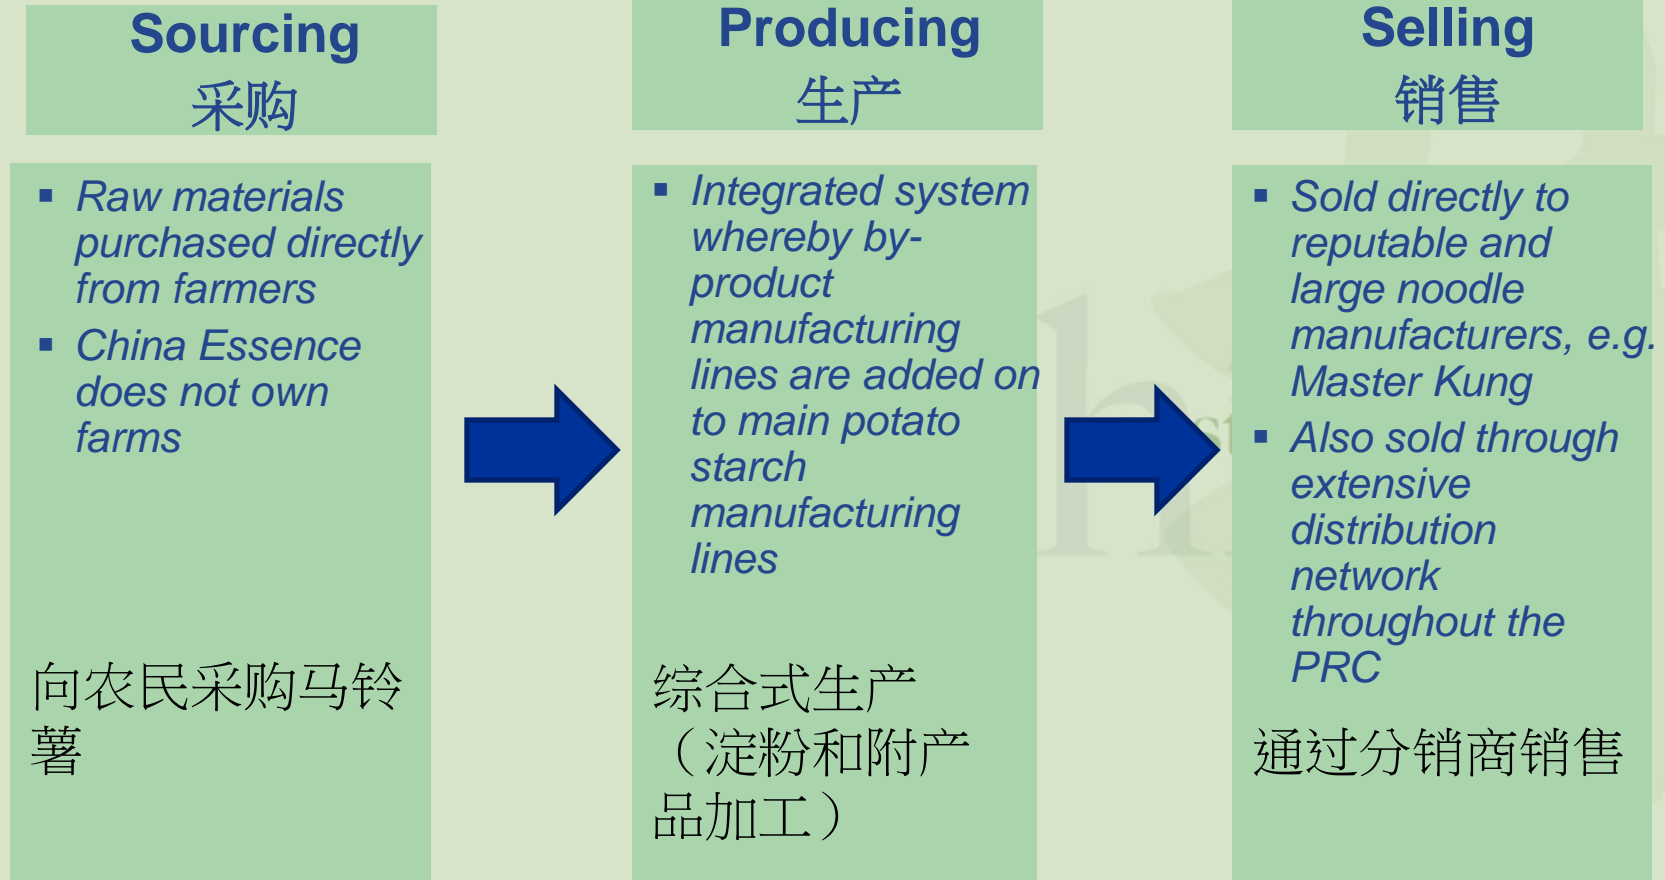 Sourcing
采购
▪ Raw materials
purchased directly
from farmers
▪ China Essence
does not own
farms
向农民采购马铃
薯
Producing
生产
▪ Integrated system
whereby by-
product
manufacturing
lines are added on
to main potato
starch
manufacturing
lines
综合式生产
（淀粉和附产
品加工）
Selling
销售
▪ Sold directly to
reputable and
large noodle
manufacturers, e.g.
Master Kung
▪ Also sold through
extensive
distribution
network
throughout the
PRC
通过分销商销售